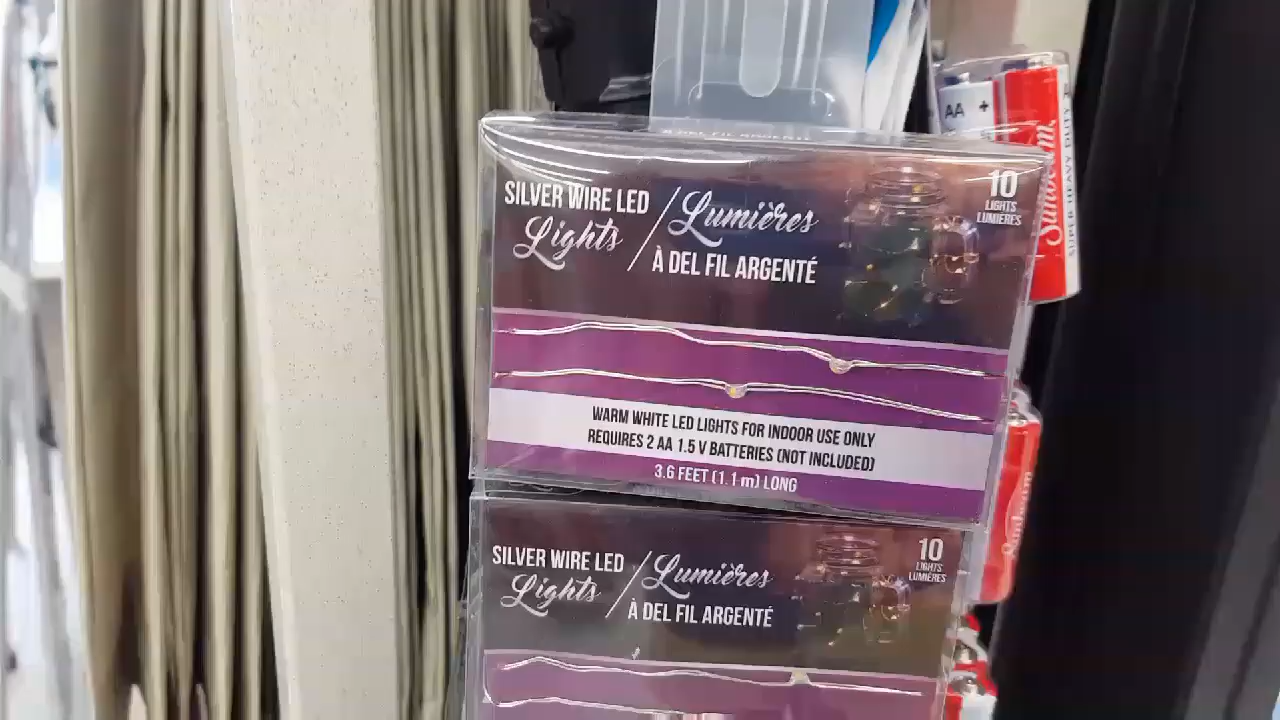 AA +
Sunbeam
SUPER HEAVY DUTY
SILVER WIRE LED
Lights
Lumières
À DEL FIL ARGENTÉ
10
LIGHTS
LUMIÈRES
WARM WHITE LED LIGHTS FOR INDOOR USE ONLY
REQUIRES 2 AA 1.5 V BATTERIES (NOT INCLUDED)
3.6 FEET (1.1 m) LONG
Sunbeam
SILVER WIRE LED
Lights
Lumières
À DEL FIL ARGENTÉ
10
LIGHTS
LUMIÈRES